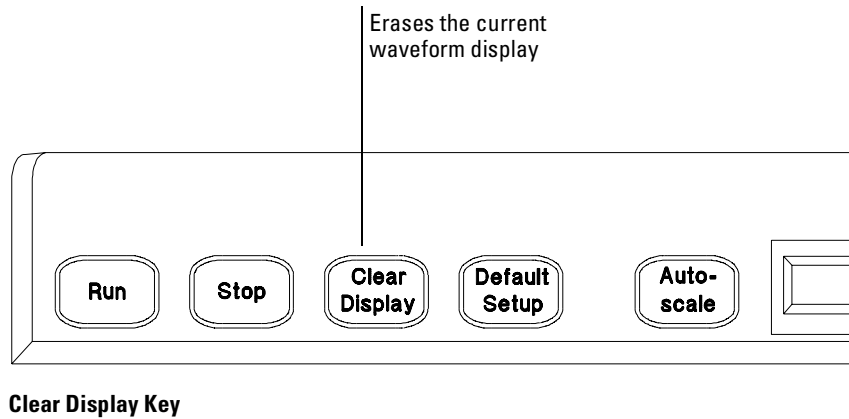 Erases the current
waveform display
Run
Stop
Clear
Display
Default
Setup
Auto-
scale
Clear Display Key